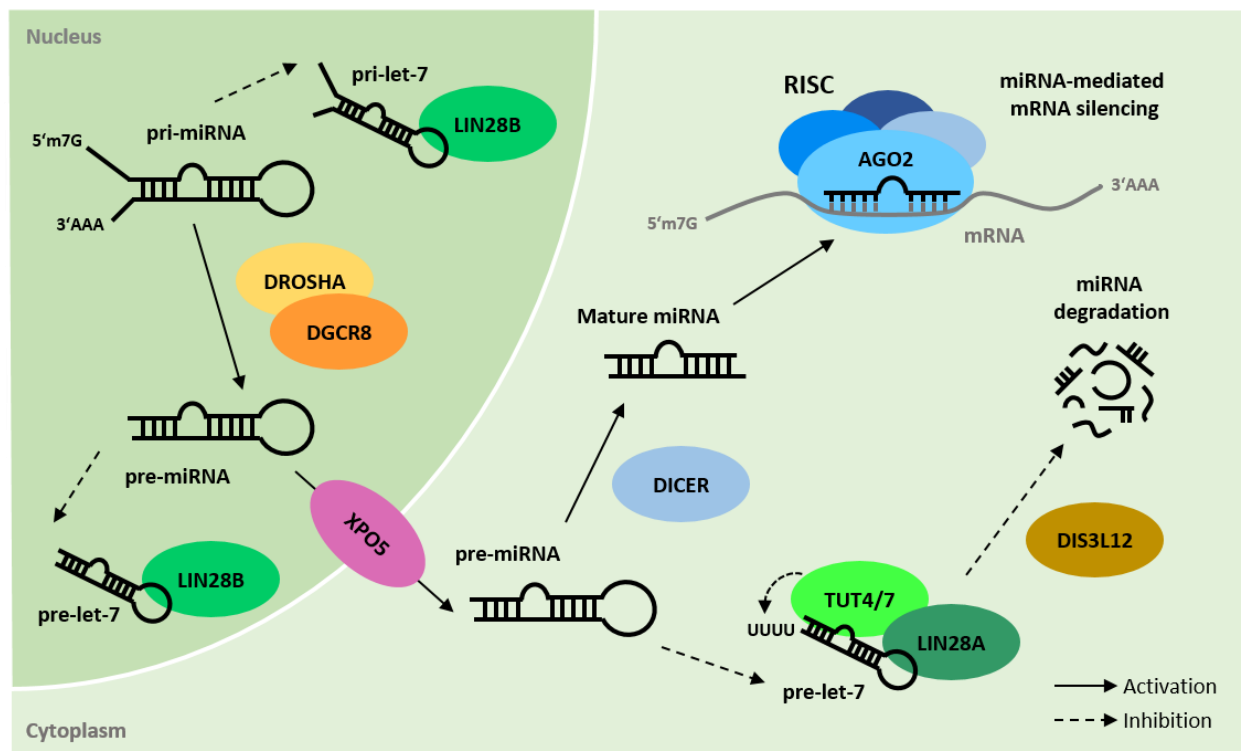 Nucleus
pri-let-7
LIN28B
pri-miRNA
5‘m7G
3‘AAA
DROSHA
DGCR8
pre-miRNA
XPO5
LIN28B
pre-let-7
Cytoplasm
RISC
miRNA-mediated
mRNA silencing
AGO2
3‘AAA
5‘m7G
mRNA
miRNA
degradation
Mature miRNA
DICER
pre-miRNA
DIS3L12
TUT4/7
UUUU
LIN28A
pre-let-7
Activation
Inhibition